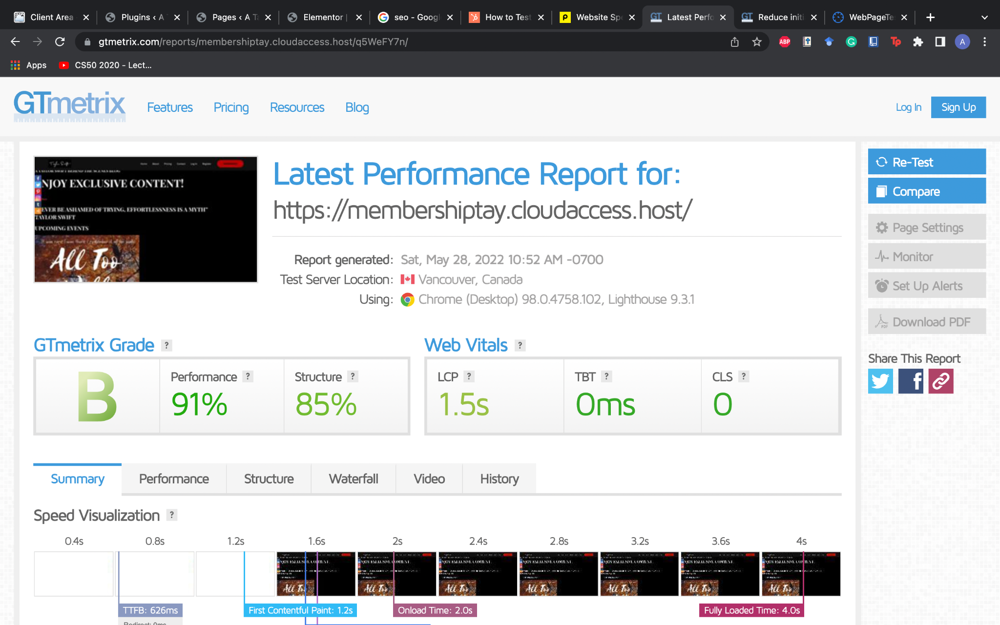 Client Area
Plugins ‹ A
Pages ‹ A Ta
Elementor |
seo - Googl
How to Test
Website Spe
Latest Perfo
Reduce initi
WebPageTe
gtmetrix.com/reports/membershiptay.cloudaccess.host/q5WeFY7n/
ABP
G
Tp
A
Apps
CS50 2020 - Lect...
GTmetrix
Features
Pricing
Resources
Blog
Log In
Sign Up
NJOY EXCLUSIVE CONTENT!
EVER BE ASHAMED OF TRYING, EFFORTLESSNESS IS A MYTH"
TAYLOR SWIFT
UPCOMING EVENTS
ALL TOO
Latest Performance Report for:
https://membershiptay.cloudaccess.host/
Report generated: Sat, May 28, 2022 10:52 AM -0700
Test Server Location: Vancouver, Canada
Using: Chrome (Desktop) 98.0.4758.102, Lighthouse 9.3.1
Re-Test
Compare
Page Settings
Monitor
Set Up Alerts
Download PDF
Share This Report
GTmetrix Grade ?
B
Performance ?
91%
Structure ?
85%
Web Vitals ?
LCP ?
1.5s
TBT ?
0ms
CLS ?
0
Summary
Performance
Structure
Waterfall
Video
History
Speed Visualization ?
0.4s
0.8s
1.2s
1.6s
2s
2.4s
2.8s
3.2s
3.6s
4s
TTFB: 626ms
First Contentful Paint: 1.2s
Onload Time: 2.0s
Fully Loaded Time: 4.0s
Redirect: 0ms